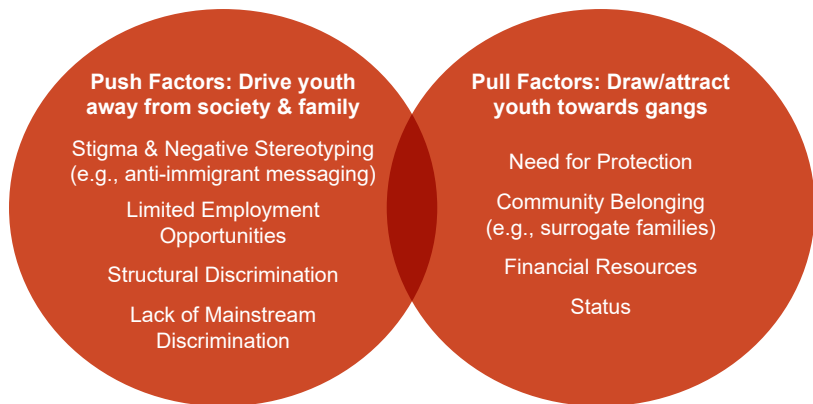 Push Factors: Drive youth
away from society & family
Stigma & Negative Stereotyping
(e.g., anti-immigrant messaging)
Limited Employment
Opportunities
Structural Discrimination
Lack of Mainstream
Discrimination
Pull Factors: Draw/attract
youth towards gangs
Need for Protection
Community Belonging
(e.g., surrogate families)
Financial Resources
Status